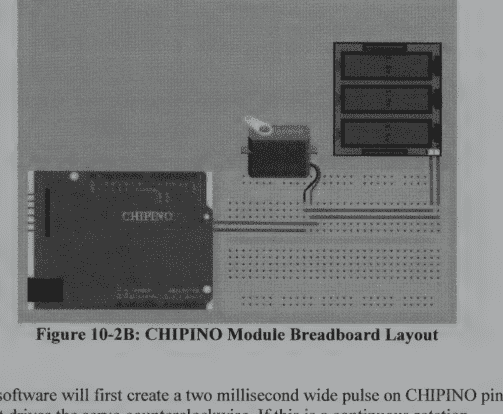 CHIPINO
Figure 10-2B: CHIPINO Module Breadboard Layout
software will first create a two millisecond wide pulse on CHIPINO pin
drives the servo counterclockwise. If this is a continuous rotation